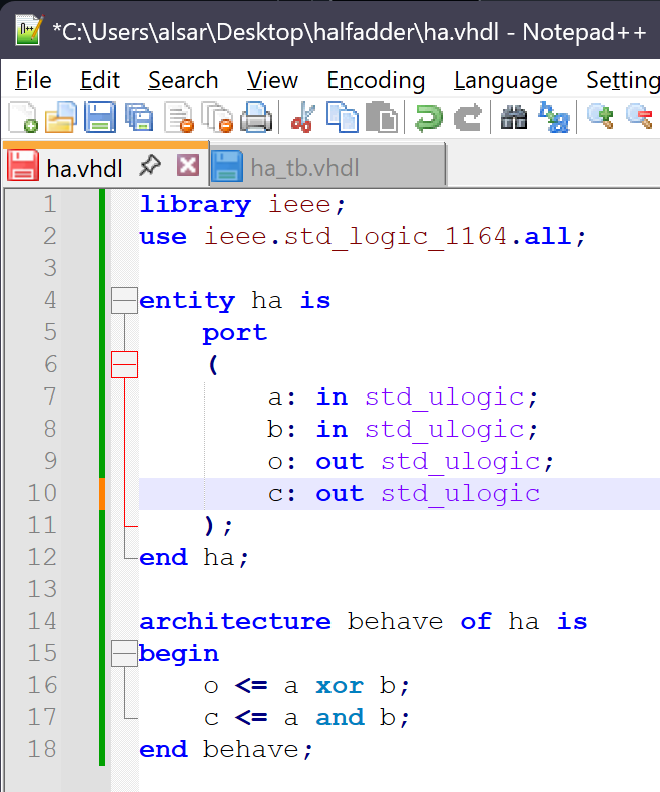 *C:\Users\alsar\Desktop\halfadder\ha.vhdl - Notepad++
File Edit Search View Encoding Language Setting
ha.vhdl ha_tb.vhdl
1 library ieee;
2 use ieee.std_logic_1164.all;
3
4 entity ha is
5     port
6     (
7         a: in std_ulogic;
8         b: in std_ulogic;
9         o: out std_ulogic;
10         c: out std_ulogic
11     );
12 end ha;
13
14 architecture behave of ha is
15 begin
16     o <= a xor b;
17     c <= a and b;
18 end behave;